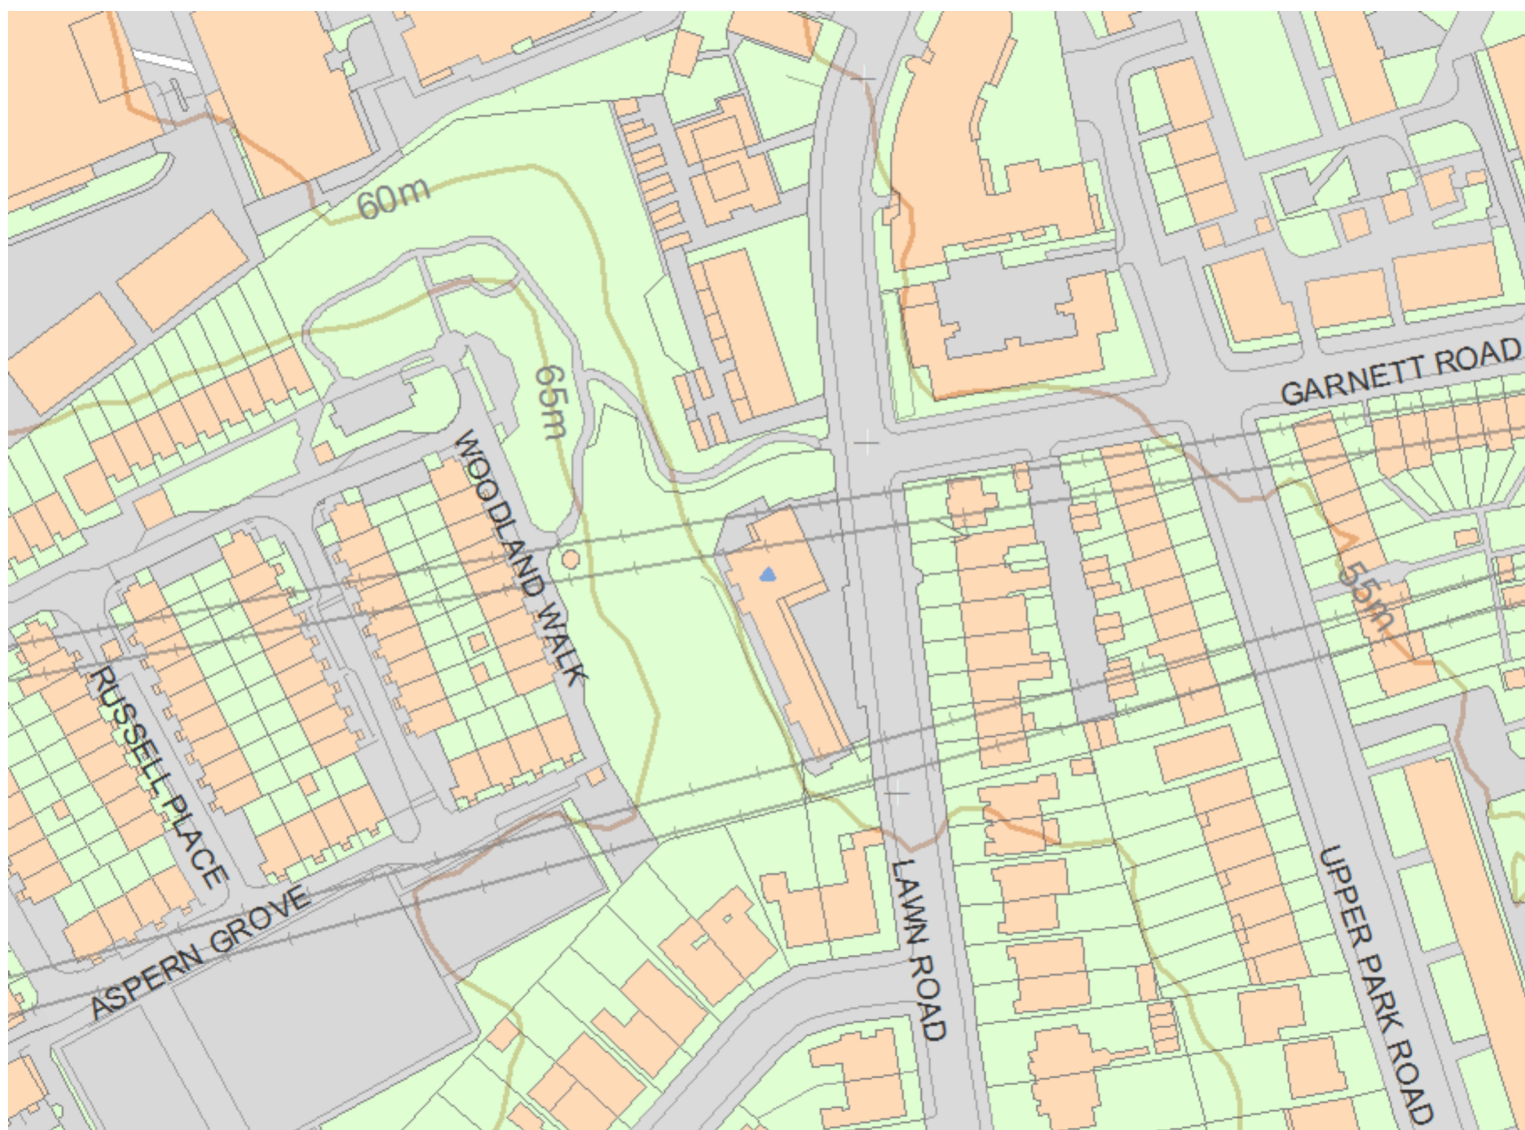 60m
GARNETT ROAD
65m
WOODLAND WALK
55m
RUSSELL PLACE
LAWN ROAD
UPPER PARK ROAD
ASPERN GROVE